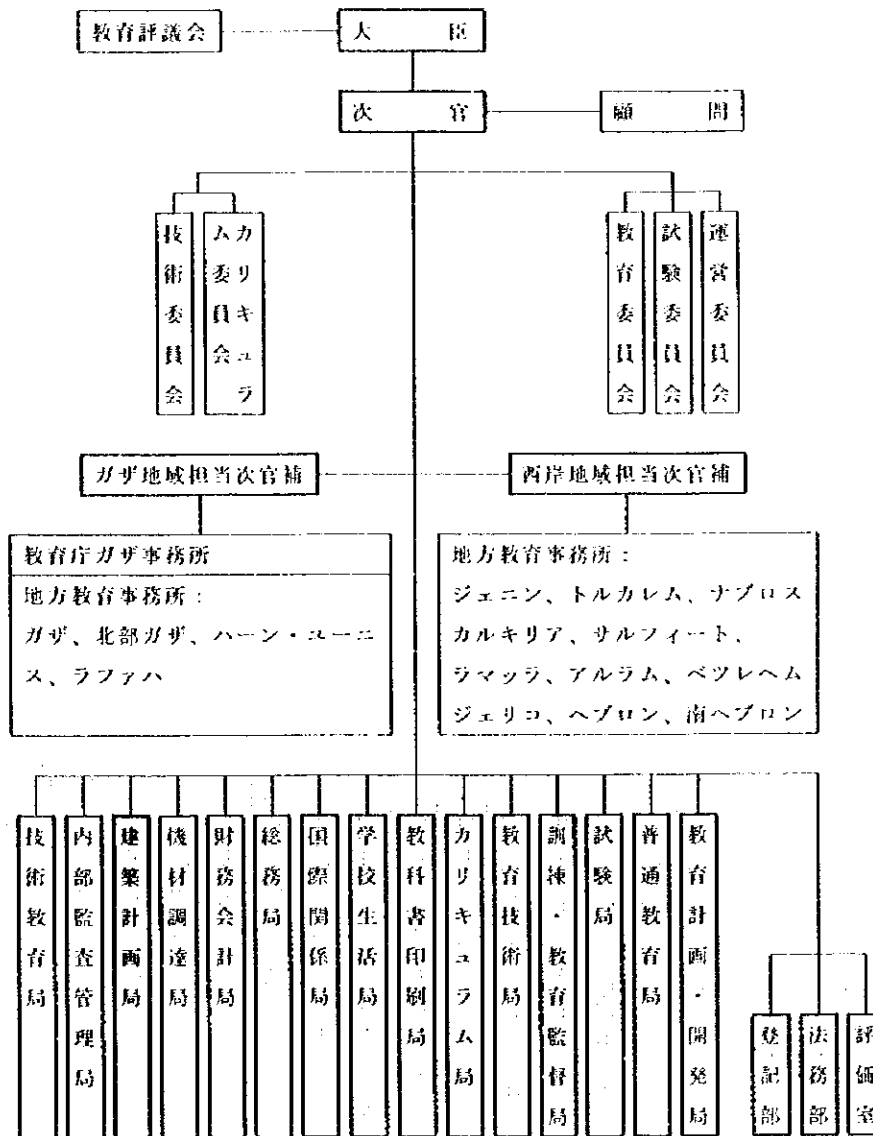 教育評議会
大臣
次官
顧問
技術委員会
カリキュラム委員会
教育委員会
試験委員会
運営委員会
ガザ地域担当次官補
西岸地域担当次官補
教育庁ガザ事務所
地方教育事務所：
ガザ、北部ガザ、ハーン・ユーニ
ス、ラファハ
地方教育事務所：
ジェニン、トルカレム、ナブロス
カルキリア、サルフィート、
ラマッラ、アルラム、ベツレヘム
ジェリコ、ヘブロン、南ヘブロン
技術教育局
内部監査管理局
建築計画局
機材調達局
財務会計局
総務局
国際関係局
学校生活局
教科書印刷局
カリキュラム局
教育技術局
訓練・教育監督局
試験局
普通教育局
教育計画・開発局
登記部
法務部
評価室